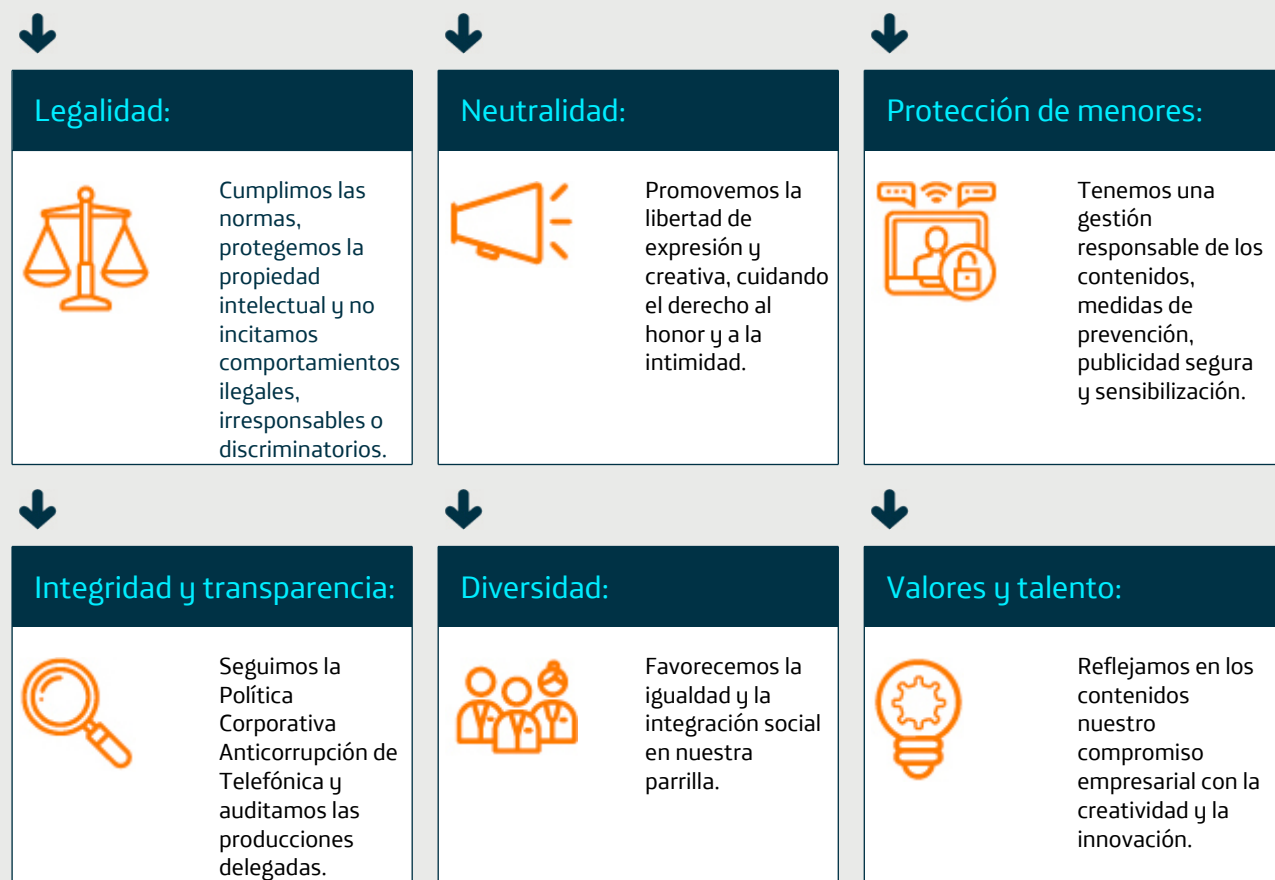 Legalidad:
Cumplimos las
normas,
protegemos la
propiedad
intelectual y no
incitamos
comportamientos
ilegales,
irresponsables o
discriminatorios.
Neutralidad:
Promovemos la
libertad de
expresión y
creativa, cuidando
el derecho al
honor y a la
intimidad.
Protección de menores:
Tenemos una
gestión
responsable de los
contenidos,
medidas de
prevención,
publicidad segura
y sensibilización.
Integridad y transparencia:
Seguimos la
Política
Corporativa
Anticorrupción de
Telefónica y
auditamos las
producciones
delegadas.
Diversidad:
Favorecemos la
igualdad y la
integración social
en nuestra
parrilla.
Valores y talento:
Reflejamos en los
contenidos
nuestro
compromiso
empresarial con la
creatividad y la
innovación.